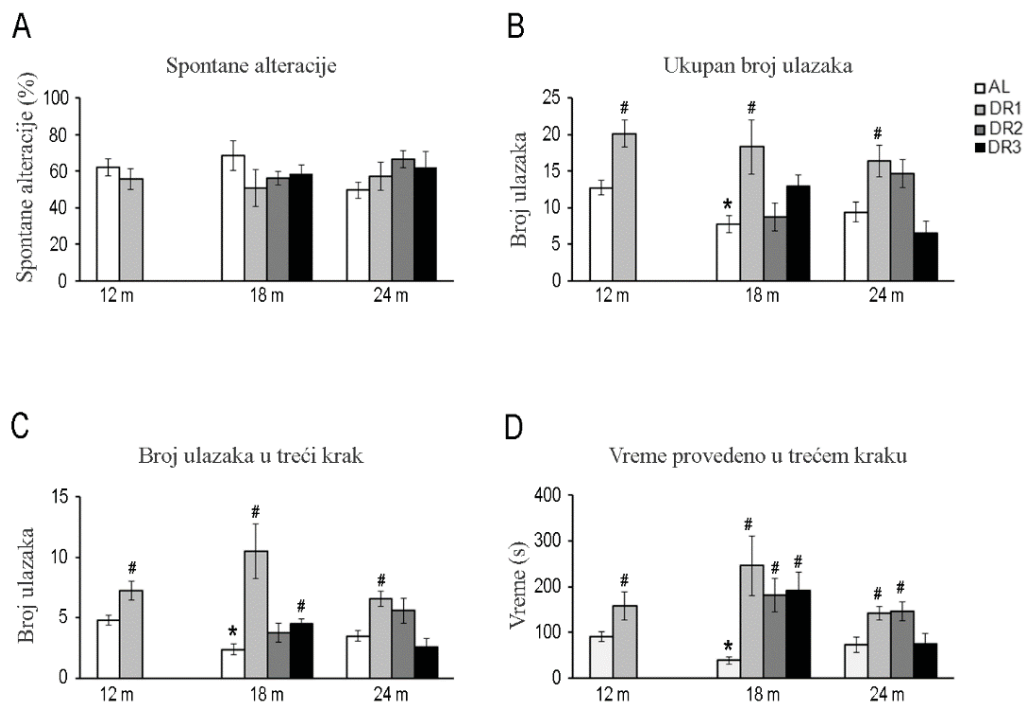 A
Spontane alteracije
Spontane alteracije (%)
100
80
60
40
20
0
12 m
18 m
24 m
B
Ukupan broj ulazaka
Broj ulazaka
25
20
15
10
5
0
#
*
#
#
12 m
18 m
24 m
AL
DR1
DR2
DR3
C
Broj ulazaka u treći krak
Broj ulazaka
15
10
5
0
#
*
#
#
#
12 m
18 m
24 m
D
Vreme provedeno u trećem kraku
Vreme (s)
400
300
200
100
0
#
*
#
#
#
#
#
12 m
18 m
24 m